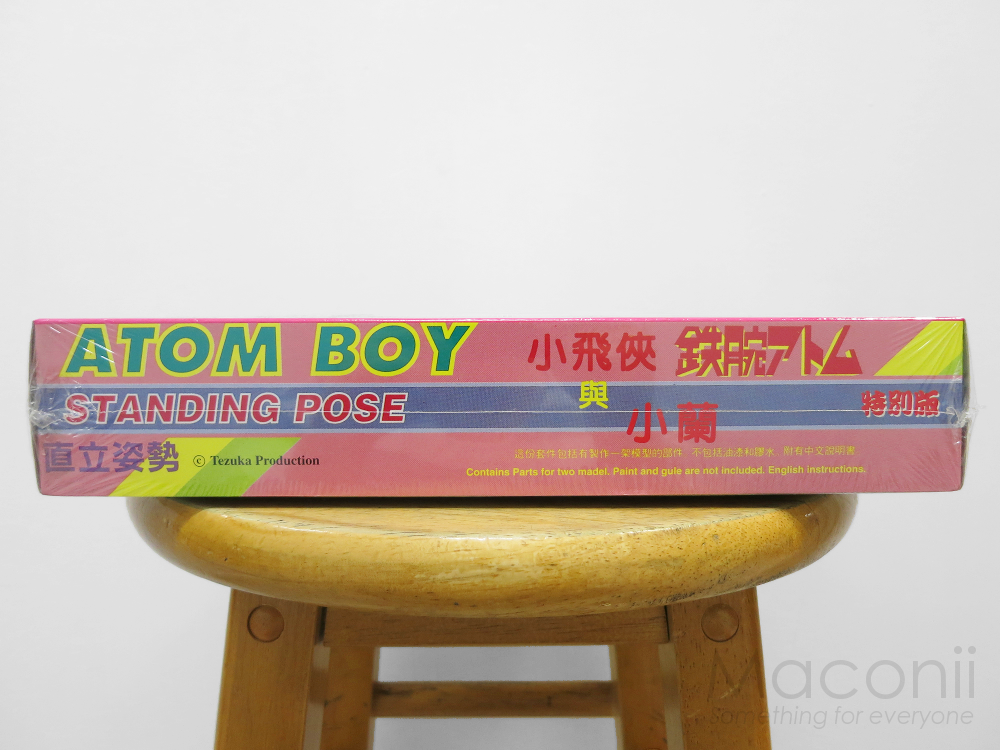 ATOM BOY
小飛俠 鉄腕アトム
與
STANDING POSE
小蘭
特別版
直立姿勢
© Tezuka Production
這份套件包括有製作一架模型的部件 不包括油漆和膠水 附有中文說明書
Contains Parts for two madel. Paint and gule are not included. English instructions.
Maconii
something for everyone